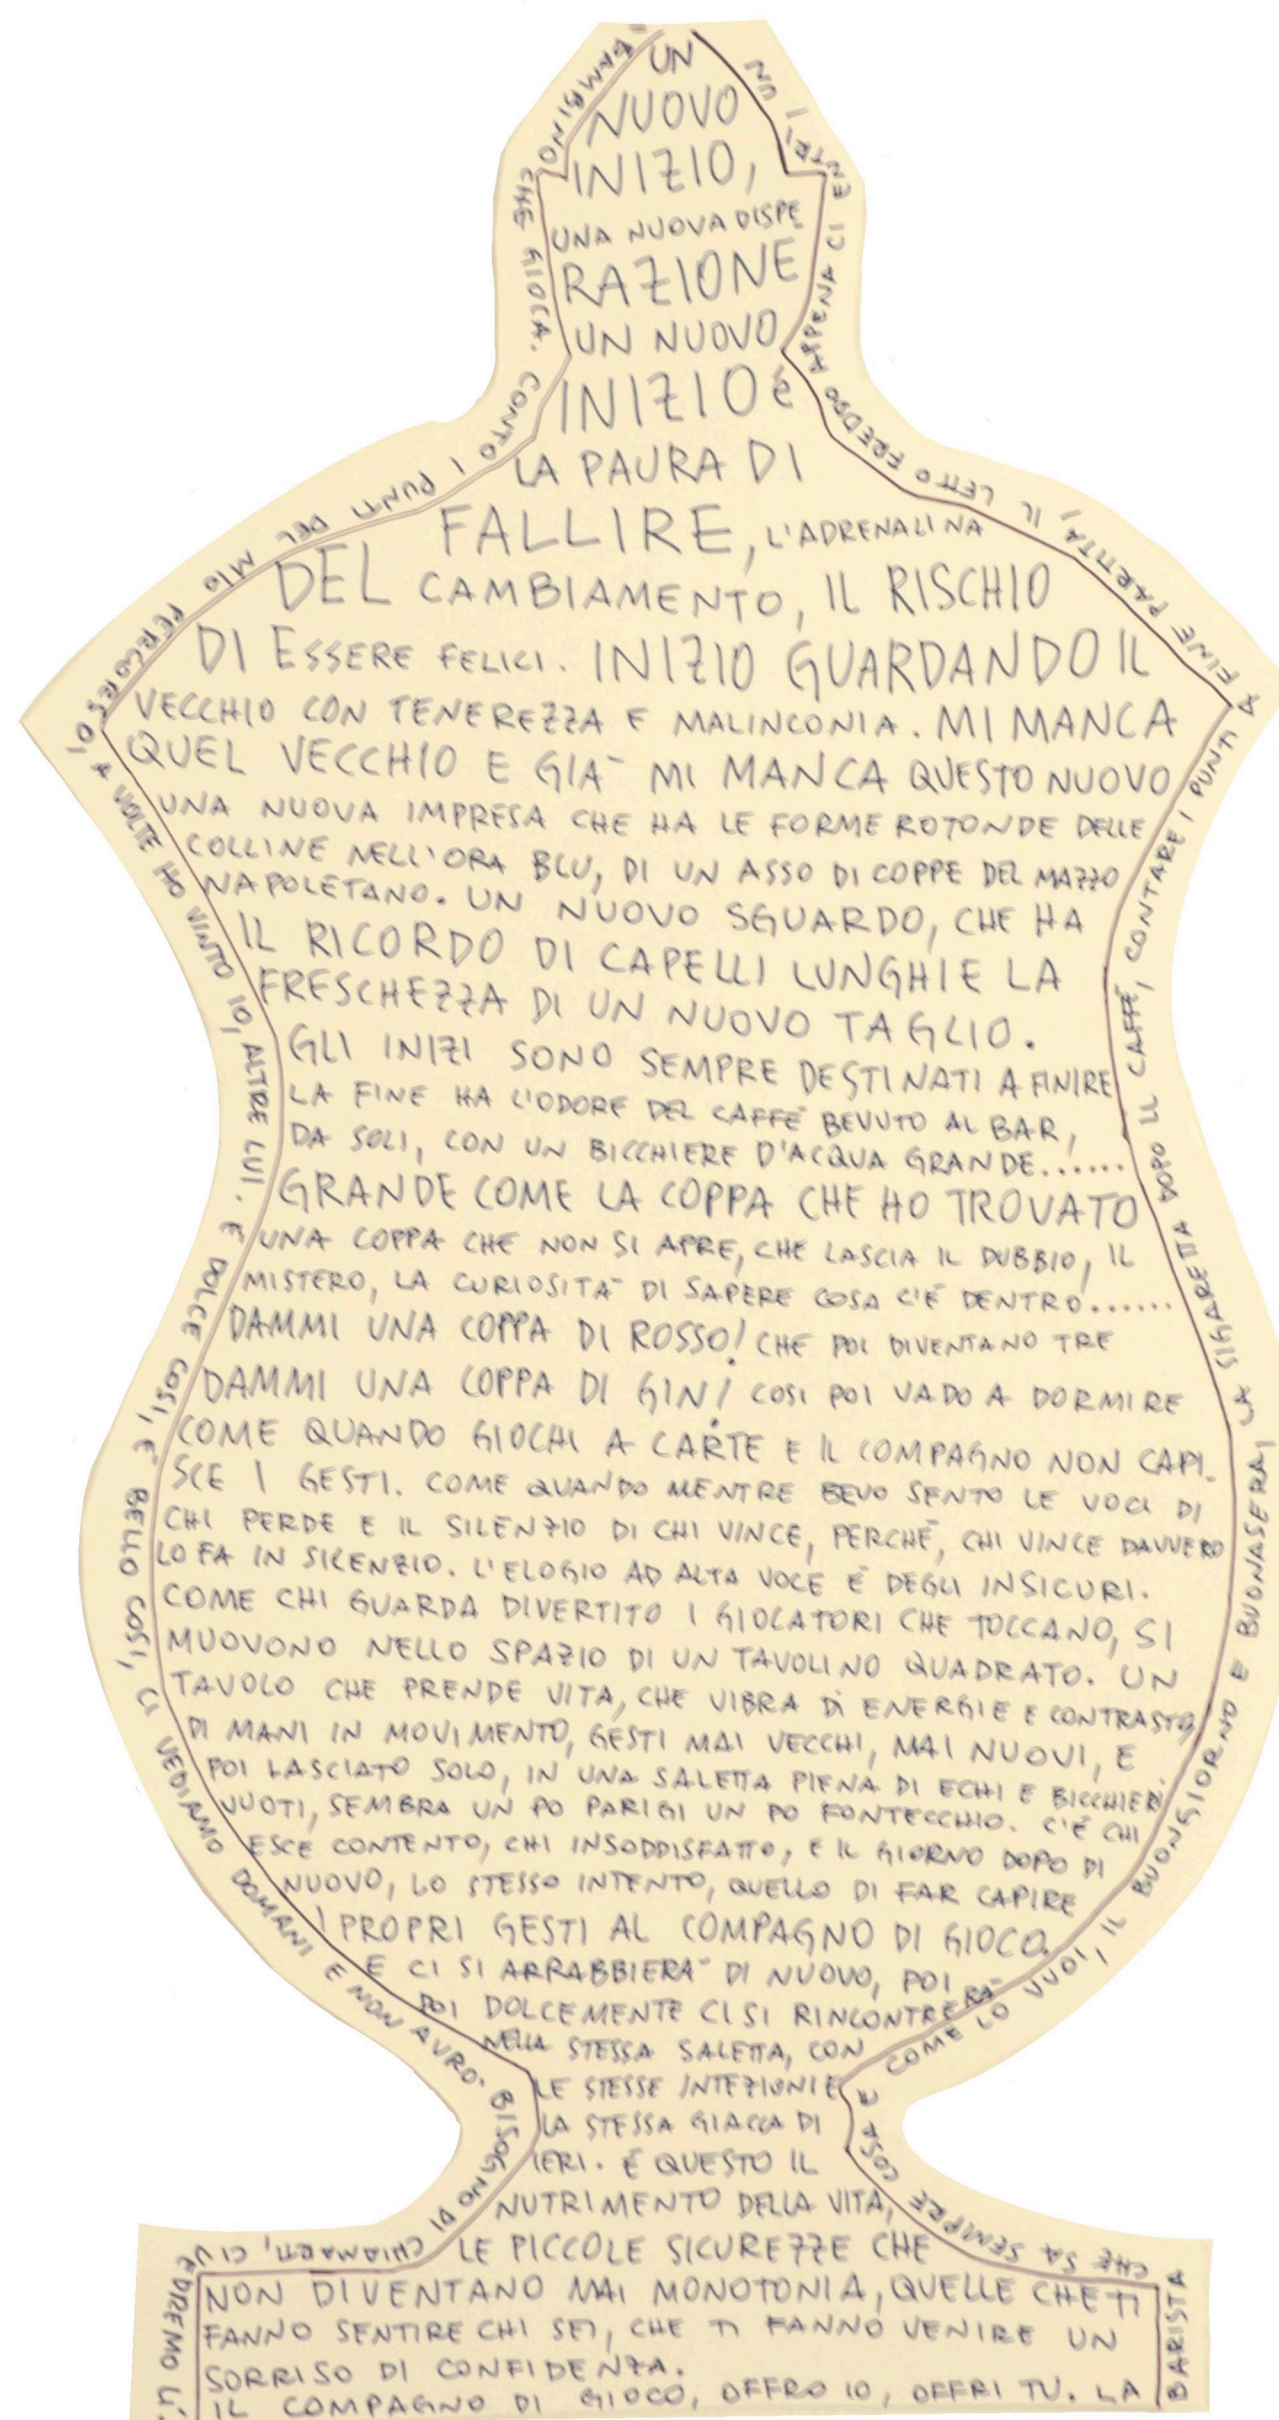 UN
NUOVO
INIZIO,
UNA NUOVA DISPE
RAZIONE
UN NUOVO
INIZIO è
LA PAURA DI
FALLIRE, L'ADRENALINA
DEL CAMBIAMENTO, IL RISCHIO
DI ESSERE FELICI. INIZIO GUARDANDO IL
VECCHIO CON TENEREZZA E MALINCONIA. MI MANCA
QUEL VECCHIO E GIA' MI MANCA QUESTO NUOVO
UNA NUOVA IMPRESA CHE HA LE FORME ROTONDE DELLE
COLLINE NELL'ORA BLU, DI UN ASSO DI COPPE DEL MAZZO
NAPOLETANO. UN NUOVO SGUARDO, CHE HA
IL RICORDO DI CAPELLI LUNGHI E LA
FRESCHEZZA DI UN NUOVO TAGLIO.
GLI INIZI SONO SEMPRE DESTINATI A FINIRE
LA FINE HA L'ODORE DEL CAFFÈ BEVUTO AL BAR,
DA SOLI, CON UN BICCHIERE D'ACQUA GRANDE......
GRANDE COME LA COPPA CHE HO TROVATO
UNA COPPA CHE NON SI APRE, CHE LASCIA IL DUBBIO, IL
MISTERO, LA CURIOSITA' DI SAPERE COSA C'È DENTRO......
DAMMI UNA COPPA DI ROSSO! CHE POI DIVENTANO TRE
DAMMI UNA COPPA DI GIN! COSI POI VADO A DORMIRE
COME QUANDO GIOCHI A CARTE E IL COMPAGNO NON CAPI-
SCE I GESTI. COME QUANDO MENTRE BEVO SENTO LE VOCI DI
CHI PERDE E IL SILENZIO DI CHI VINCE, PERCHÉ, CHI VINCE DAVVERO
LO FA IN SILENZIO. L'ELOGIO AD ALTA VOCE È DEGLI INSICURI.
COME CHI GUARDA DIVERTITO I GIOCATORI CHE TOCCANO, SI
MUOVONO NELLO SPAZIO DI UN TAVOLINO QUADRATO. UN
TAVOLO CHE PRENDE VITA, CHE VIBRA DI ENERGIE E CONTRASTO,
DI MANI IN MOVIMENTO, GESTI MAI VECCHI, MAI NUOVI, E
POI LASCIATO SOLO, IN UNA SALETTA PIENA DI ECHI E BICCHIERI
VUOTI, SEMBRA UN PO PARIGI UN PO FONTECCHIO. C'È CHI
ESCE CONTENTO, CHI INSODDISFATTO, E IL GIORNO DOPO DI
NUOVO, LO STESSO INTENTO, QUELLO DI FAR CAPIRE
I PROPRI GESTI AL COMPAGNO DI GIOCO.
E CI SI ARRABBIERA' DI NUOVO, POI
POI DOLCEMENTE CI SI RINCONTRERA'
NELLA STESSA SALETTA, CON
LE STESSE INTEZIONI E
LA STESSA GIACCA DI
IERI. È QUESTO IL
NUTRIMENTO DELLA VITA,
LE PICCOLE SICUREZZE CHE
NON DIVENTANO MAI MONOTONIA, QUELLE CHE TI
FANNO SENTIRE CHI SEI, CHE TI FANNO VENIRE UN
SORRISO DI CONFIDENZA.
IL COMPAGNO DI GIOCO, OFFRO IO, OFFRI TU. LA
BARISTA
CHE SA SEMPRE COSA E COME LO VUOI, IL BUONGIORNO E BUONASERA, LA SIGARETTA DOPO IL CAFFÈ, CONTARE I PUNTI A FINE PARTITA, IL LETTO FREDDO APPENA CI ENTRI, UN
BAMBINO CHE GIOCA. CONTO I PUNTI DEL MIO PERCORSO, A VOLTE HO VINTO IO, ALTRE LUI. È DOLCE COSI, È BELLO COSI, CI VEDIAMO DOMANI E NON AVRO' BISOGNO DI CHIAMARTI, CI VEDREMO LI'.